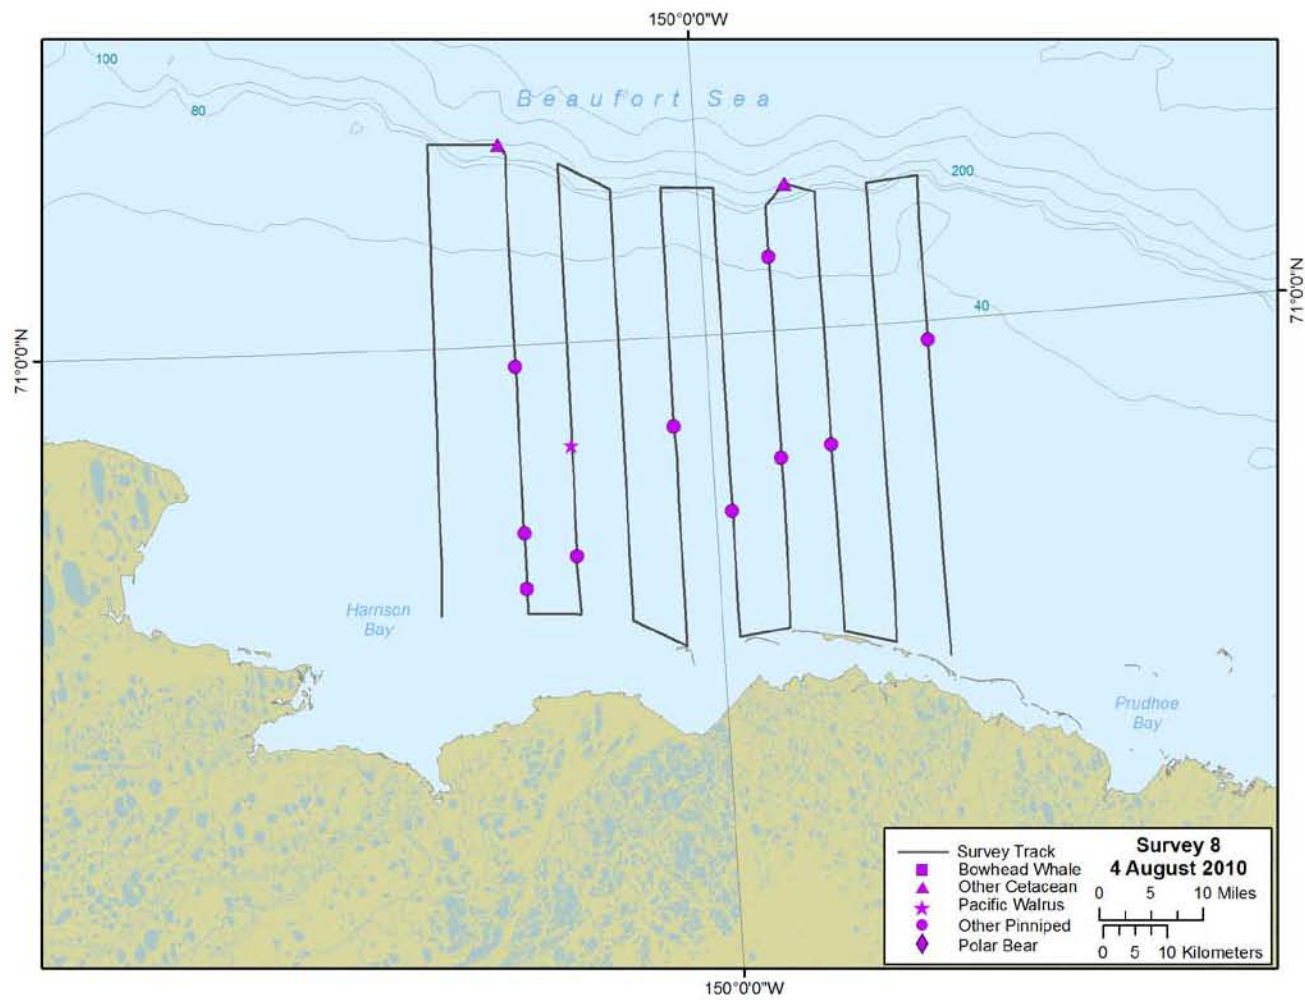 150°0'0"W
100
Beaufort Sea
80
200
71°0'0"N
40
71°0'0"N
Harrison
Bay
Prudhoe
Bay
Survey 8
4 August 2010
Survey Track
Bowhead Whale
Other Cetacean
Pacific Walrus
Other Pinniped
Polar Bear
0 5 10 Miles
0 5 10 Kilometers
150°0'0"W